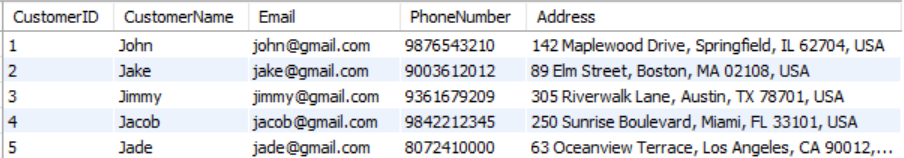 CustomerID CustomerName Email PhoneNumber Address
1 John john@gmail.com 9876543210 142 Maplewood Drive, Springfield, IL 62704, USA
2 Jake jake@gmail.com 9003612012 89 Elm Street, Boston, MA 02108, USA
3 Jimmy jimmy@gmail.com 9361679209 305 Riverwalk Lane, Austin, TX 78701, USA
4 Jacob jacob@gmail.com 9842212345 250 Sunrise Boulevard, Miami, FL 33101, USA
5 Jade jade@gmail.com 8072410000 63 Oceanview Terrace, Los Angeles, CA 90012,...